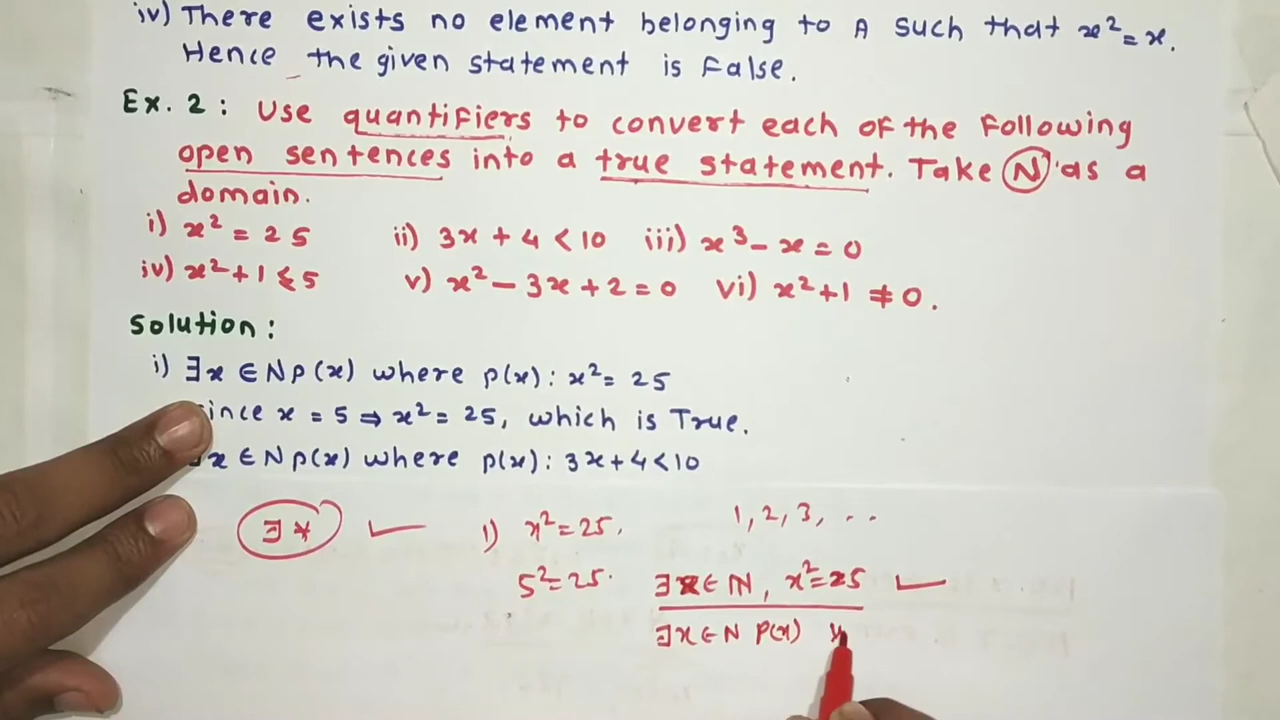 iv) There exists no element belonging to A such that x² = x.
Hence the given statement is False.
Ex. 2 : Use quantifiers to convert each of the following
open sentences into a true statement. Take N as a
domain.
i) x² = 25 ii) 3x + 4 < 10 iii) x³ - x = 0
iv) x² + 1 ≤ 5 v) x² - 3x + 2 = 0 vi) x² + 1 ≠ 0.
Solution :
i) ∃x ∈ N p(x) where p(x) : x² = 25
since x = 5 ⇒ x² = 25, which is True.
∃x ∈ N p(x) where p(x) : 3x + 4 < 10
∃ x 1) x² = 25. 1, 2, 3, ..
5² = 25. ∃x ∈ N, x² = 25
∃x ∈ N P(x)